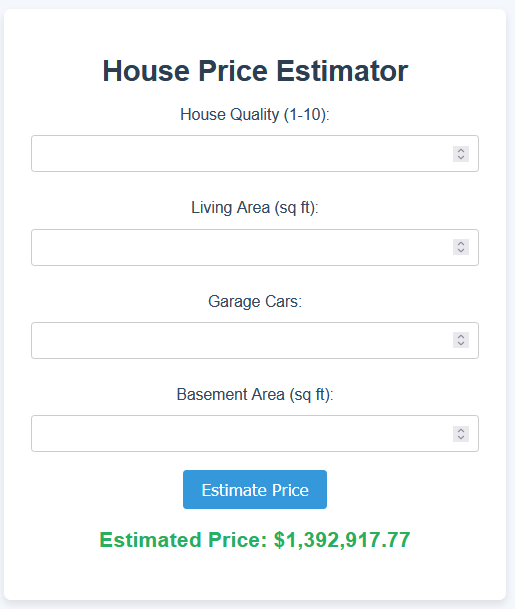 House Price Estimator
House Quality (1-10):
Living Area (sq ft):
Garage Cars:
Basement Area (sq ft):
Estimate Price
Estimated Price: $1,392,917.77